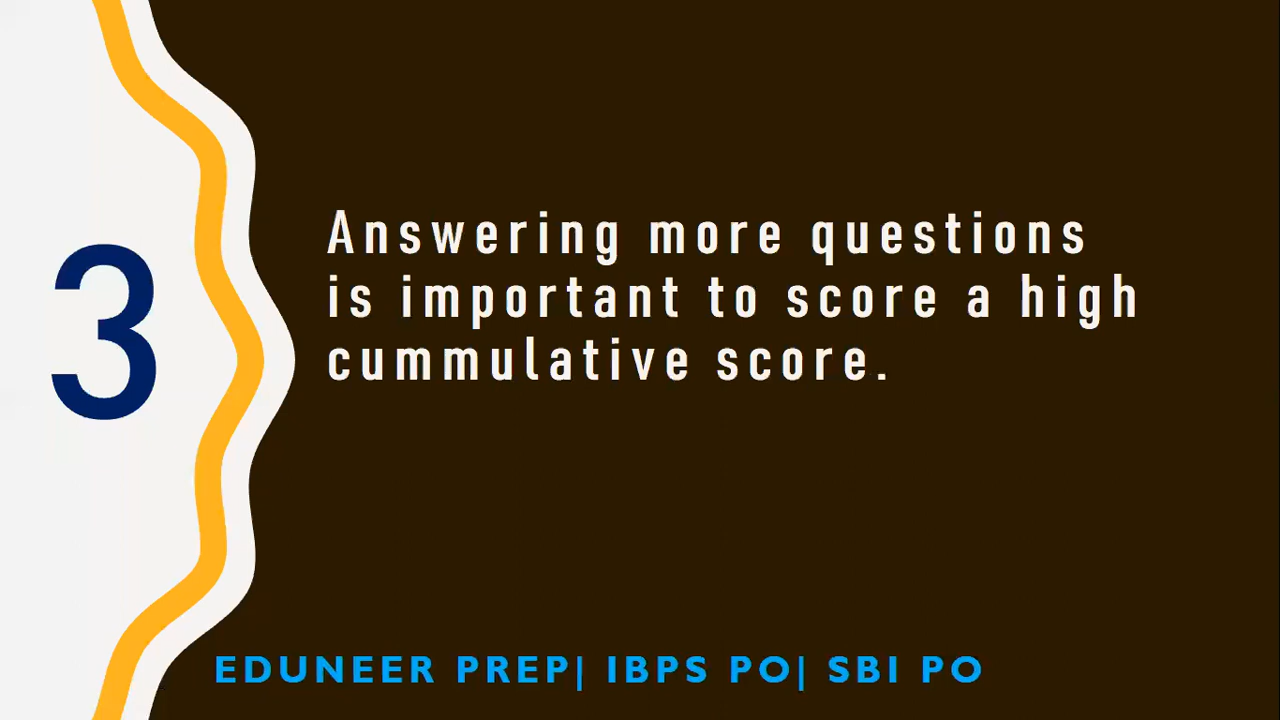 3
Answering more questions
is important to score a high
cummulative score.
EDUNEER PREP| IBPS PO| SBI PO